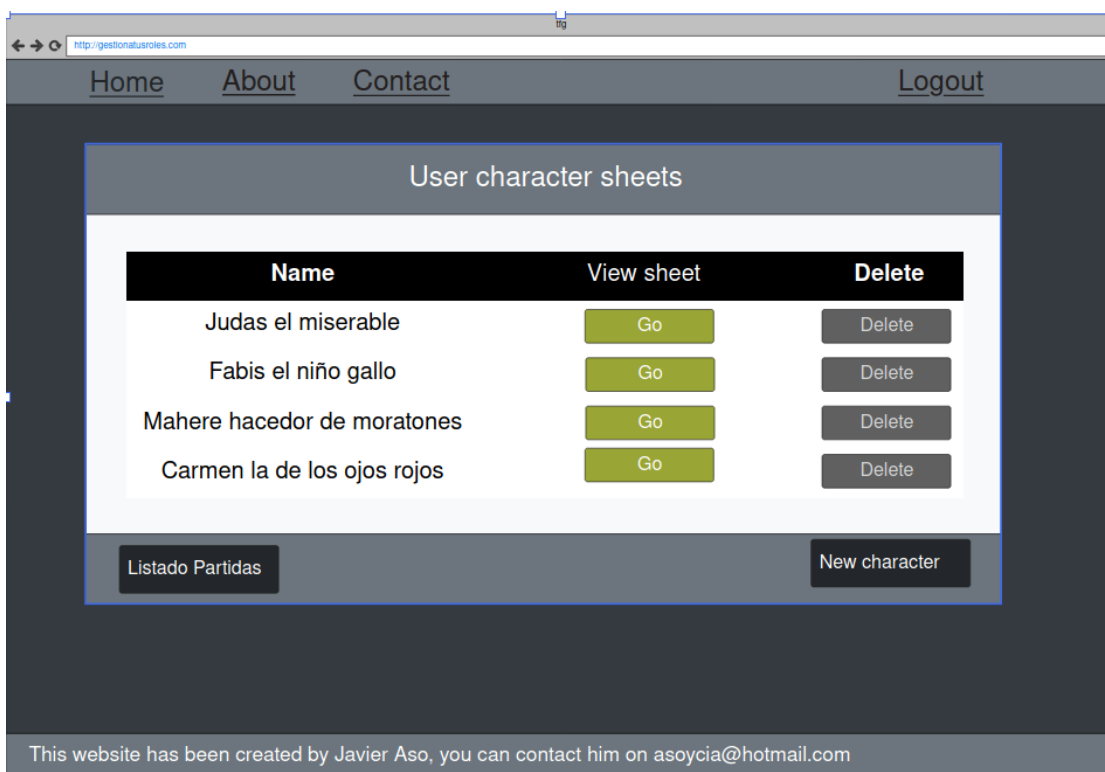 tfg
http://gestionatusroles.com
Home About Contact Logout
User character sheets
Name View sheet Delete
Judas el miserable Go Delete
Fabis el niño gallo Go Delete
Mahere hacedor de moratones Go Delete
Carmen la de los ojos rojos Go Delete
Listado Partidas New character
This website has been created by Javier Aso, you can contact him on asoycia@hotmail.com